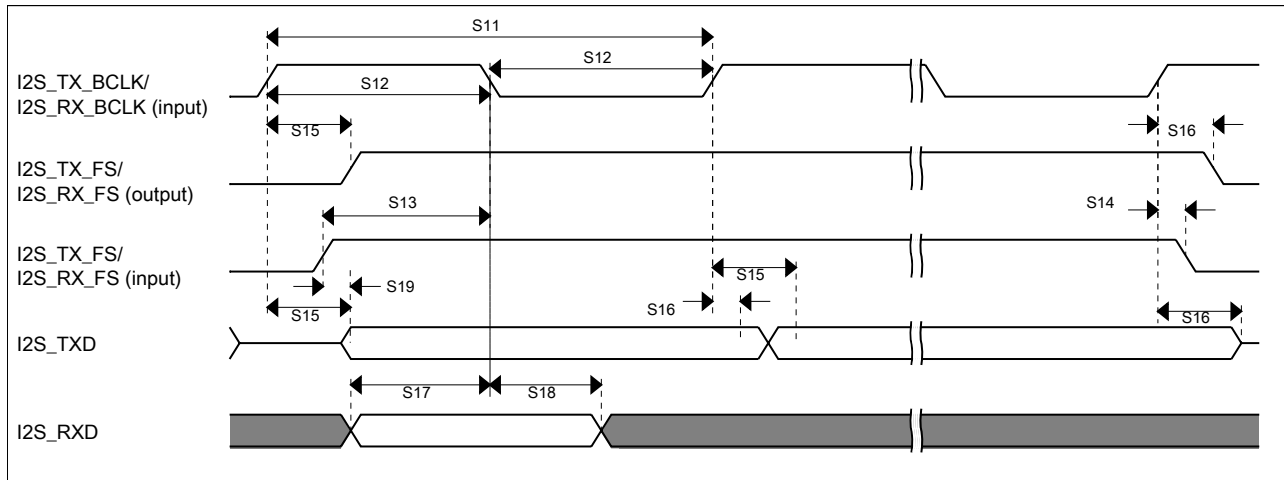 S11
S12
I2S_TX_BCLK/
I2S_RX_BCLK (input)
S12
S15
S16
I2S_TX_FS/
I2S_RX_FS (output)
S13
S14
I2S_TX_FS/
I2S_RX_FS (input)
S19
S15
S15
S16
S16
I2S_TXD
S17
S18
I2S_RXD